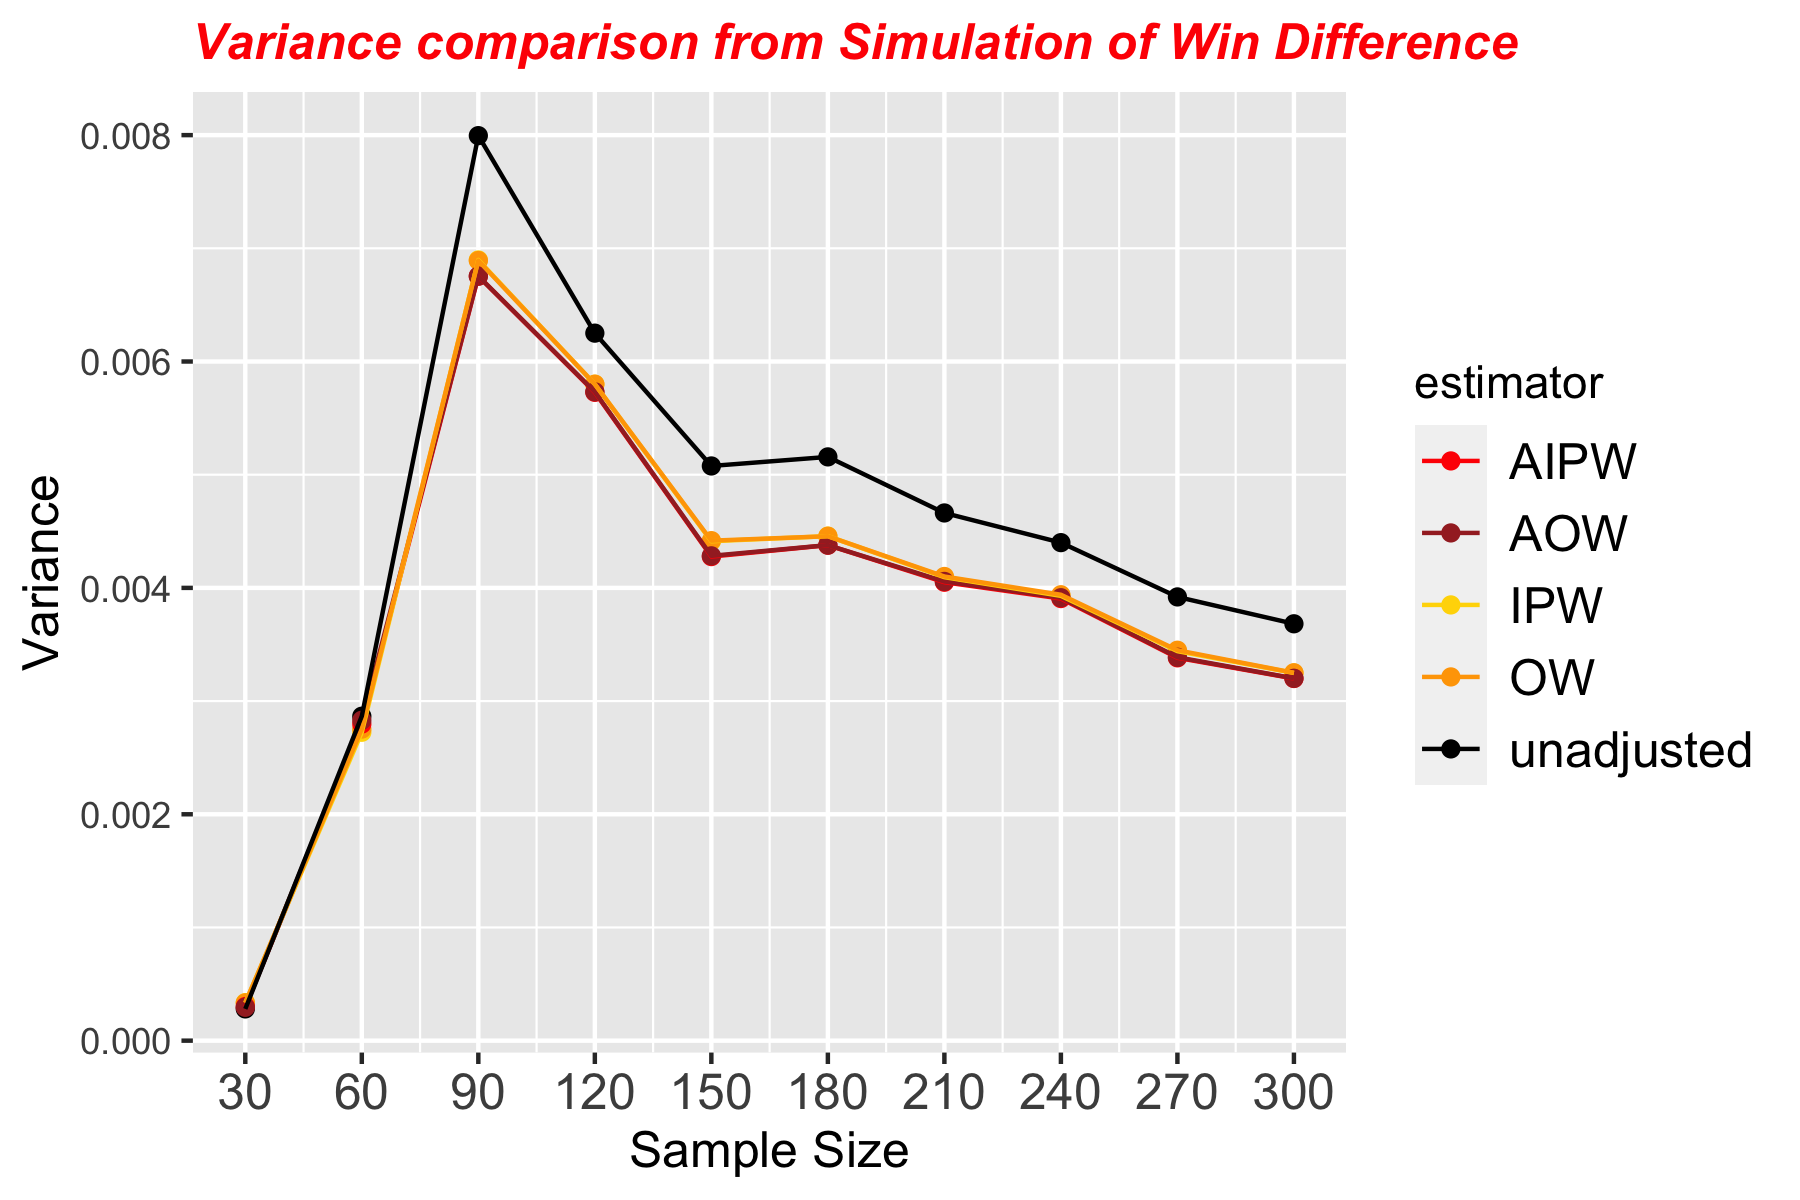 Variance comparison from Simulation of Win Difference
0.008
0.006
0.004
0.002
0.000
Variance
30 60 90 120 150 180 210 240 270 300
Sample Size
estimator
AIPW
AOW
IPW
OW
unadjusted